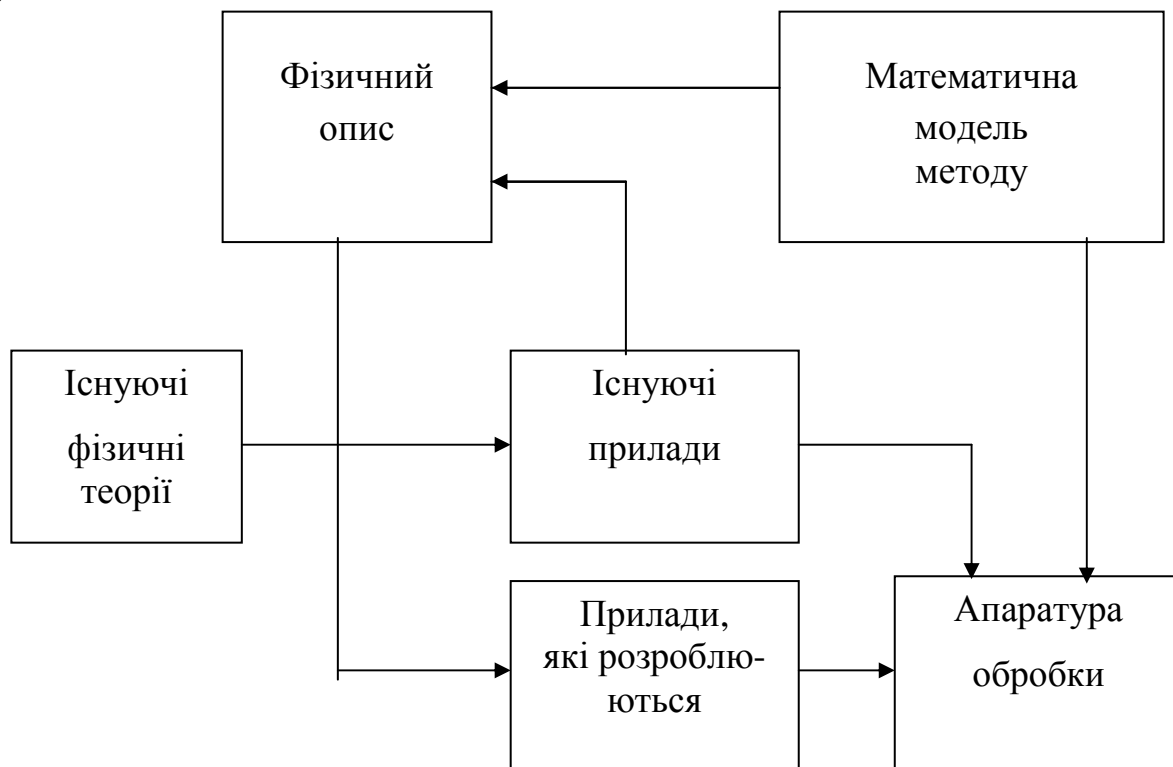 Фізичний
опис
Математична
модель
методу
Існуючі
фізичні
теорії
Існуючі
прилади
Прилади,
які розроблю-
ються
Апаратура
обробки